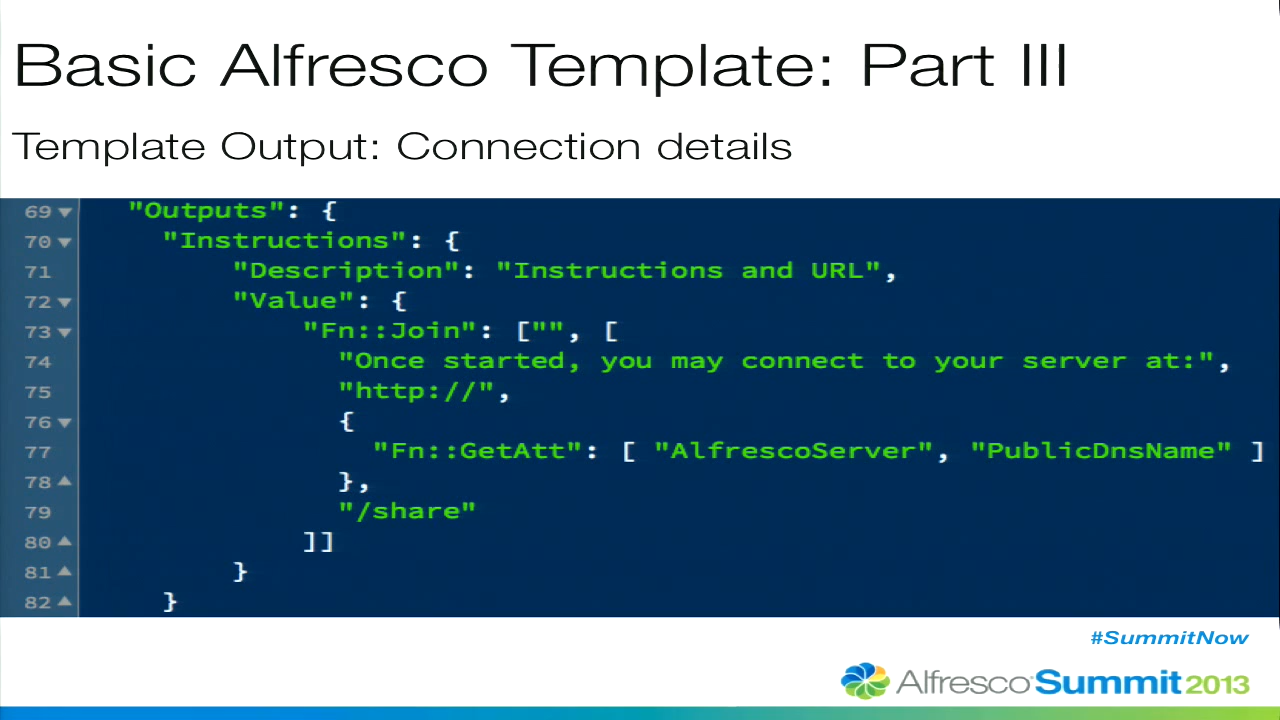 Basic Alfresco Template: Part III
Template Output: Connection details
69 "Outputs": {
70 "Instructions": {
71 "Description": "Instructions and URL",
72 "Value": {
73 "Fn::Join": ["", [
74 "Once started, you may connect to your server at:",
75 "http://",
76 {
77 "Fn::GetAtt": [ "AlfrescoServer", "PublicDnsName" ]
78 },
79 "/share"
80 ]]
81 }
82 }
#SummitNow
Alfresco Summit 2013